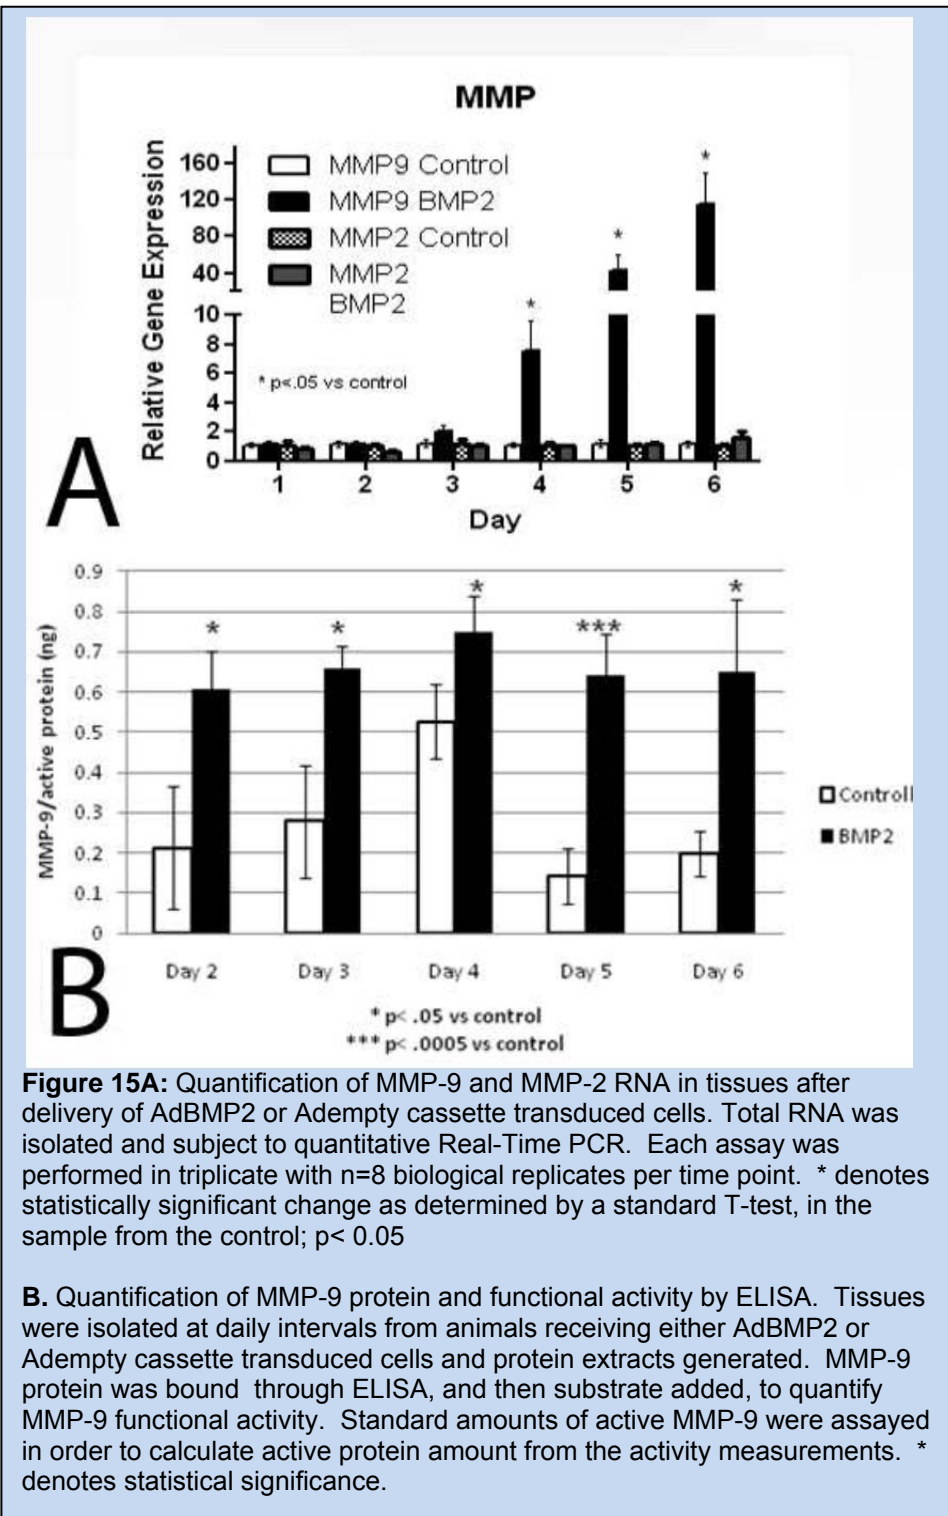 MMP
Relative Gene Expression
160
120
80
40
10
8
6
4
2
0
MMP9 Control
MMP9 BMP2
MMP2 Control
MMP2
BMP2
*
*
*
* p<.05 vs control
1 2 3 4 5 6
Day
A
MMP-9/active protein (ng)
0.9
0.8
0.7
0.6
0.5
0.4
0.3
0.2
0.1
0
* * * *** *
Controll
BMP2
Day 2 Day 3 Day 4 Day 5 Day 6
B
* p< .05 vs control
*** p< .0005 vs control
Figure 15A: Quantification of MMP-9 and MMP-2 RNA in tissues after
delivery of AdBMP2 or Adempty cassette transduced cells. Total RNA was
isolated and subject to quantitative Real-Time PCR. Each assay was
performed in triplicate with n=8 biological replicates per time point. * denotes
statistically significant change as determined by a standard T-test, in the
sample from the control; p< 0.05
B. Quantification of MMP-9 protein and functional activity by ELISA. Tissues
were isolated at daily intervals from animals receiving either AdBMP2 or
Adempty cassette transduced cells and protein extracts generated. MMP-9
protein was bound through ELISA, and then substrate added, to quantify
MMP-9 functional activity. Standard amounts of active MMP-9 were assayed
in order to calculate active protein amount from the activity measurements. *
denotes statistical significance.